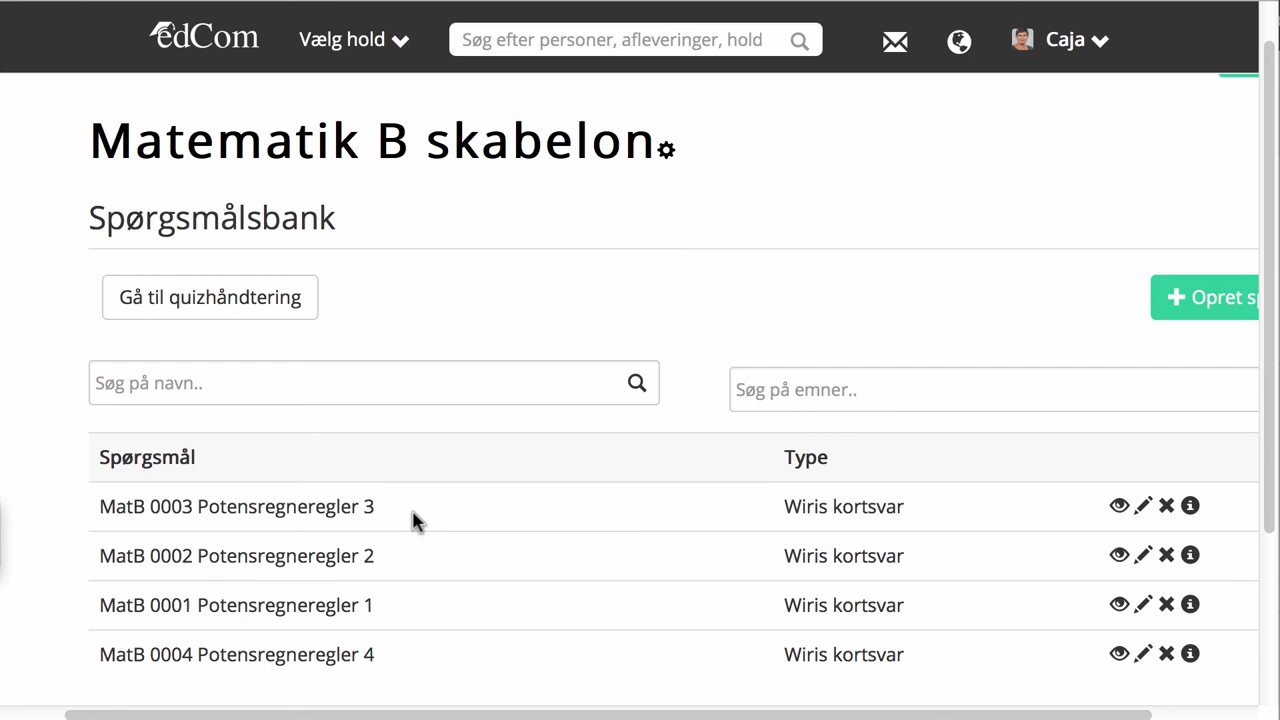 edCom Vælg hold Søg efter personer, afleveringer, hold Caja
Matematik B skabelon
Spørgsmålsbank
Gå til quizhåndtering Opret
Søg på navn.. Søg på emner..
Spørgsmål Type
MatB 0003 Potensregneregler 3 Wiris kortsvar
MatB 0002 Potensregneregler 2 Wiris kortsvar
MatB 0001 Potensregneregler 1 Wiris kortsvar
MatB 0004 Potensregneregler 4 Wiris kortsvar